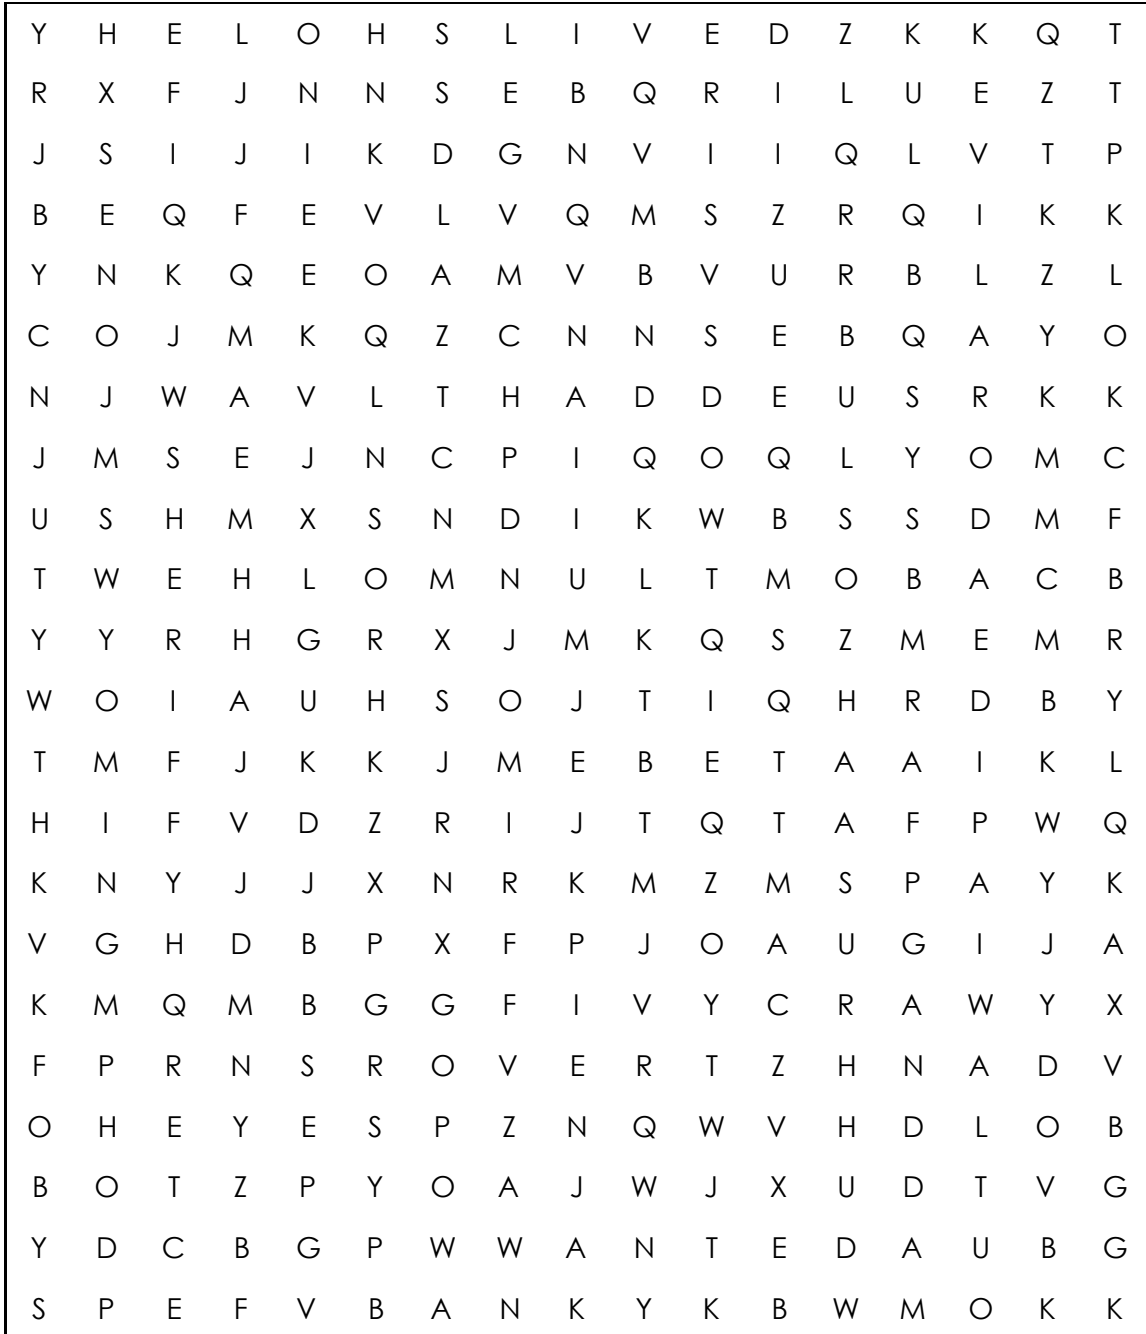 Y H E L O H S L I V E D Z K K Q T
R X F J N N S E B Q R I L U E Z T
J S I J I K D G N V I I Q L V T P
B E Q F E V L V Q M S Z R Q I K K
Y N K Q E O A M V B V U R B L Z L
C O J M K Q Z C N N S E B Q A Y O
N J W A V L T H A D D E U S R K K
J M S E J N C P I Q O Q L Y O M C
U S H M X S N D I K W B S S D M F
T W E H L O M N U L T M O B A C B
Y Y R H G R X J M K Q S Z M E M R
W O I A U H S O J T I Q H R D B Y
T M F J K K J M E B E T A A I K L
H I F V D Z R I J T Q T A F P W Q
K N Y J J X N R K M Z M S P A Y K
V G H D B P X F P J O A U G I J A
K M Q M B G G F I V Y C R A W Y X
F P R N S R O V E R T Z H N A D V
O H E Y E S P Z N Q W V H D L O B
B O T Z P Y O A J W J X U D T V G
Y D C B G P W W A N T E D A U B G
S P E F V B A N K Y K B W M O K K